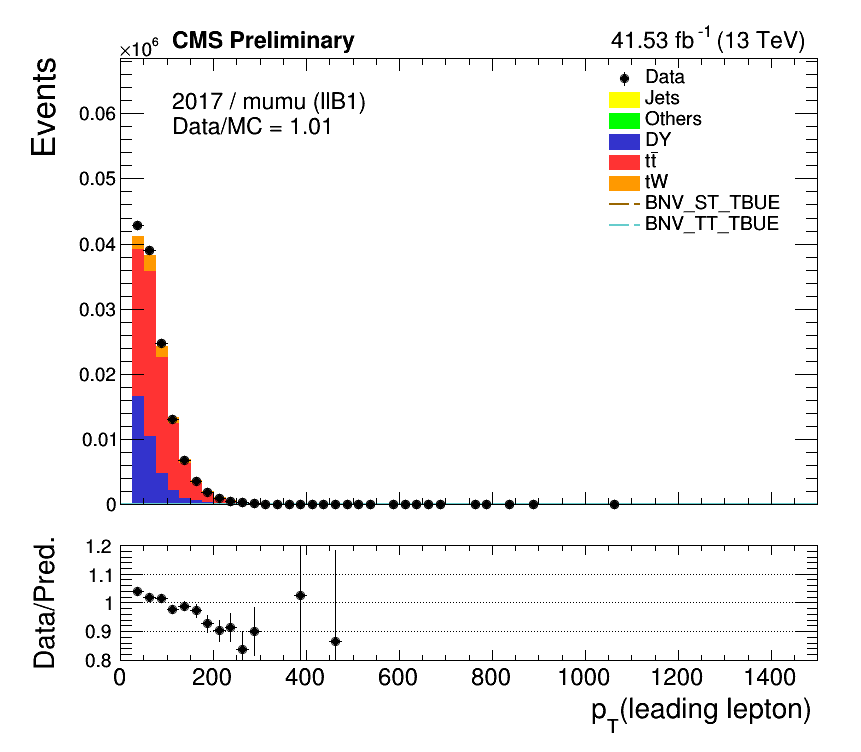 ×10⁶ CMS Preliminary 41.53 fb⁻¹ (13 TeV)
Events
2017 / mumu (llB1)
Data/MC = 1.01
Data
Jets
Others
DY
tt̄
tW
BNV_ST_TBUE
BNV_TT_TBUE
0.06
0.05
0.04
0.03
0.02
0.01
0
Data/Pred.
1.2
1.1
1
0.9
0.8
0 200 400 600 800 1000 1200 1400
p_T(leading lepton)